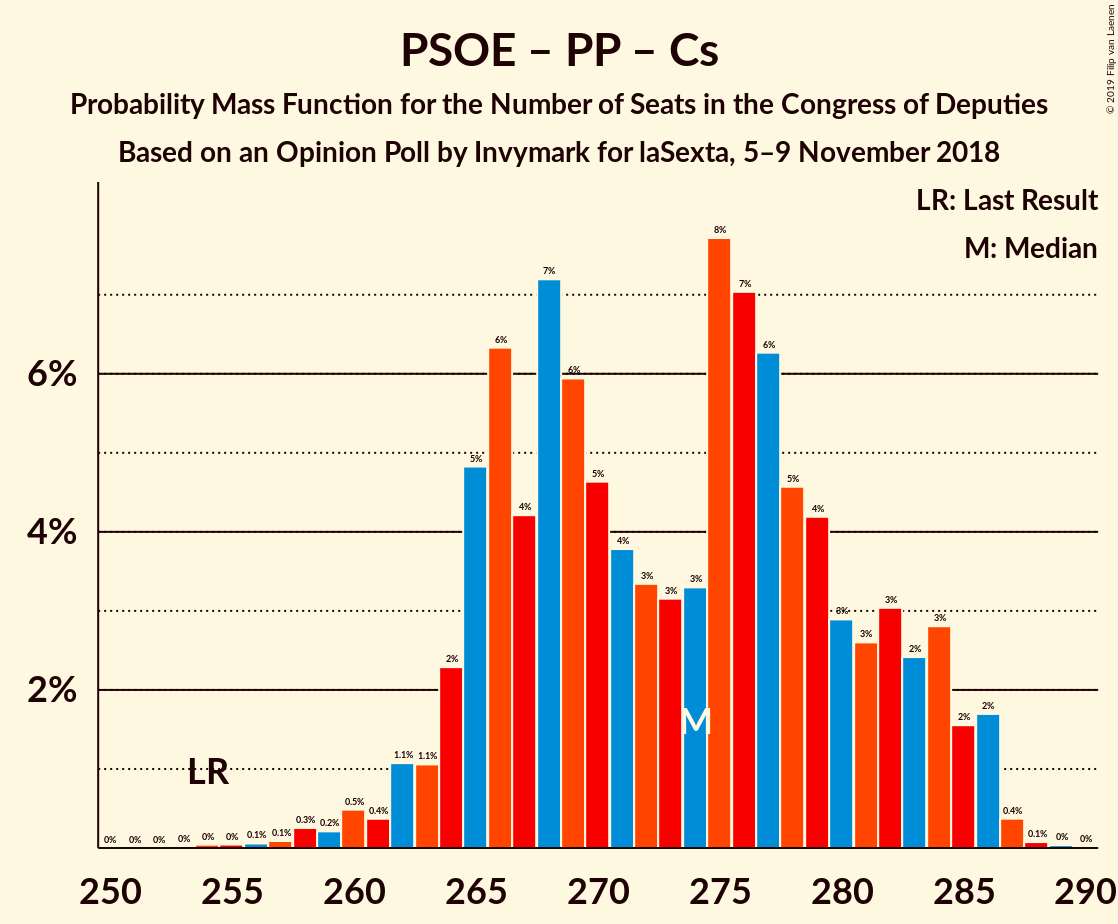 PSOE – PP – Cs
Probability Mass Function for the Number of Seats in the Congress of Deputies
Based on an Opinion Poll by Invymark for laSexta, 5–9 November 2018
© 2019 Filip van Laenen
LR: Last Result
M: Median
6%
4%
2%
0% 0% 0% 0% 0% 0% 0.1% 0.1% 0.3% 0.2% 0.5% 0.4% 1.1% 1.1% 2% 5% 6% 4% 7% 6% 5% 4% 3% 3% 3% 8% 7% 6% 5% 4% 3% 3% 3% 2% 3% 2% 2% 0.4% 0.1% 0% 0%
LR
M
250 255 260 265 270 275 280 285 290